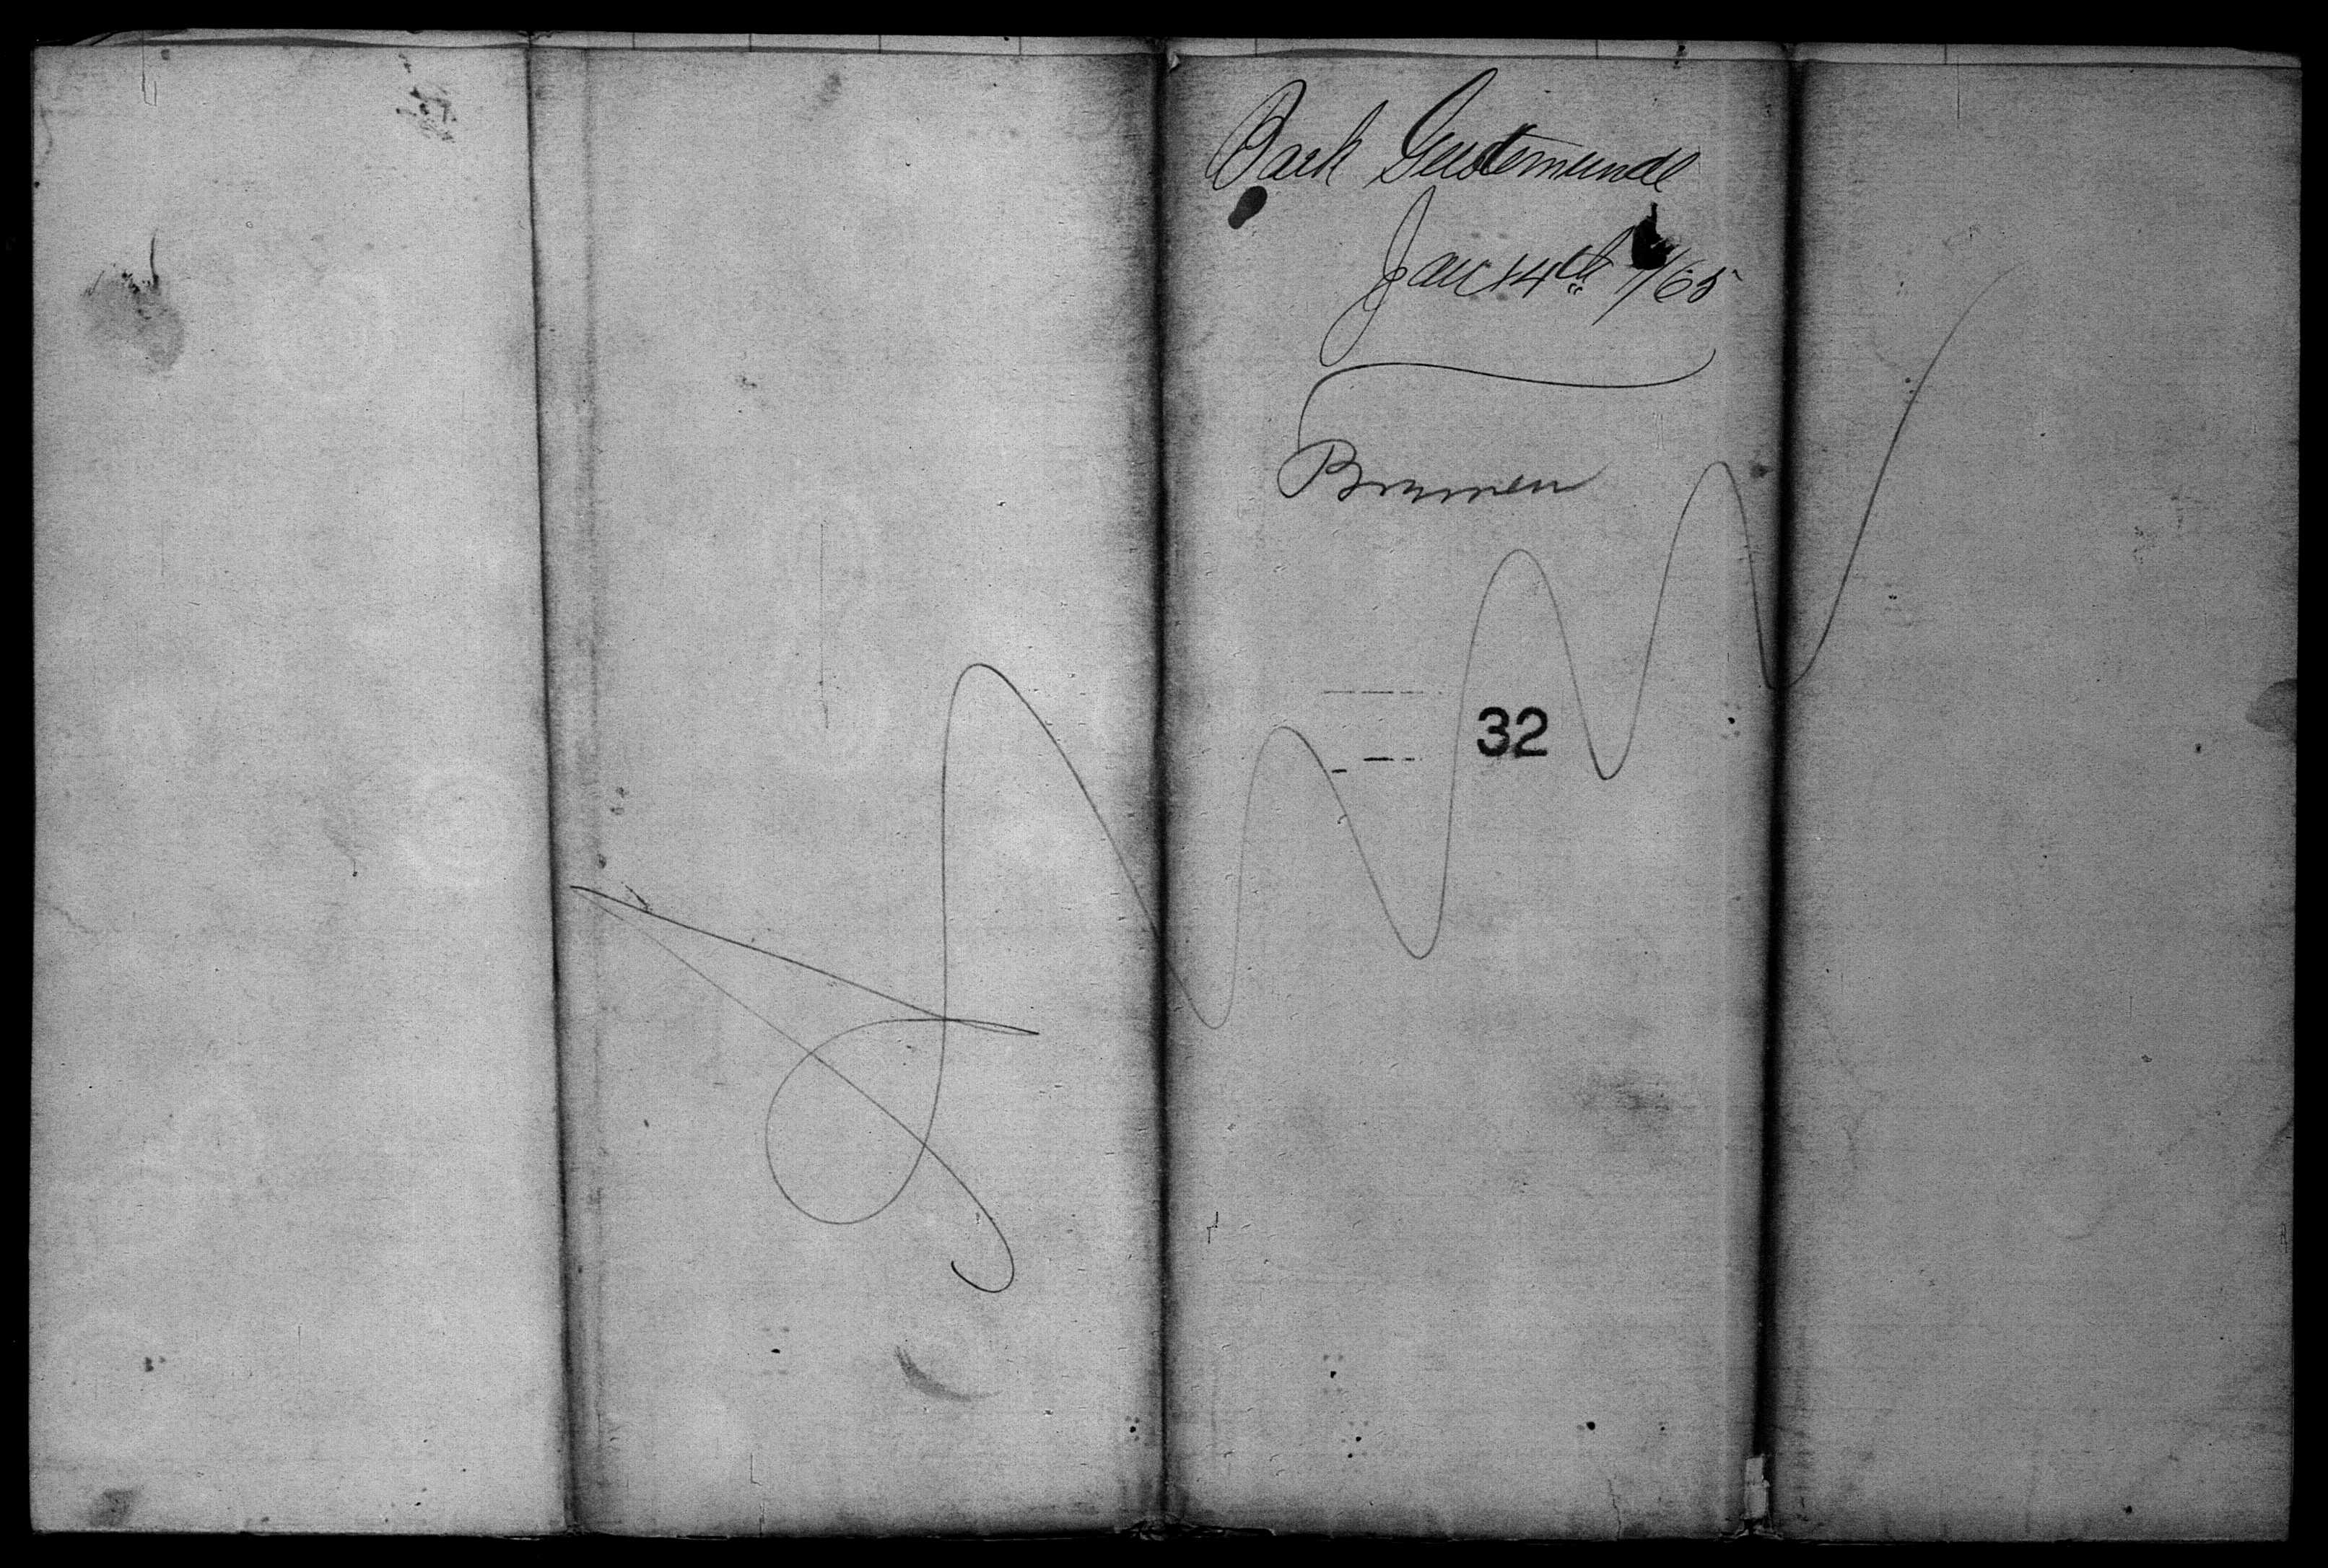 Bark Geestemunde
Jan 14th /65
Bremen
32